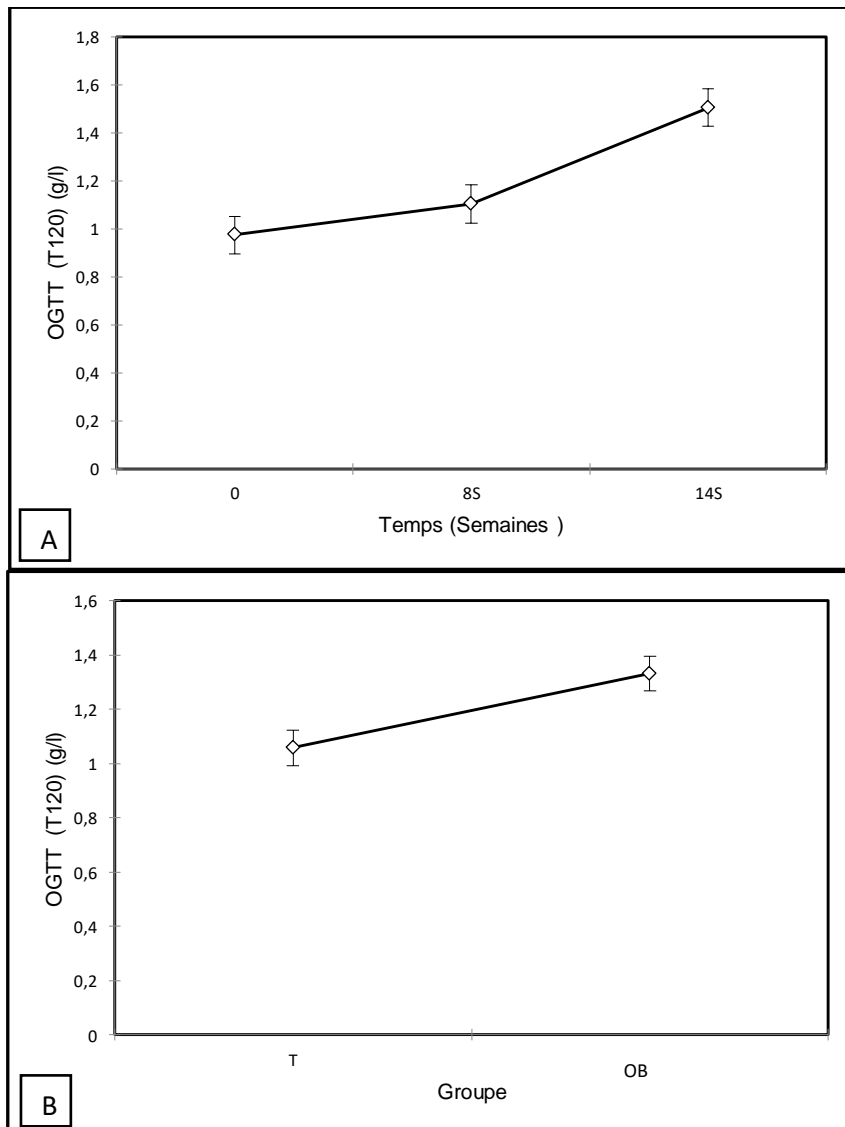 1,8
1,6
1,4
1,2
1
0,8
0,6
0,4
0,2
0
OGTT (T120) (g/l)
0 8S 14S
Temps (Semaines )
A
1,6
1,4
1,2
1
0,8
0,6
0,4
0,2
0
OGTT (T120) (g/l)
T OB
Groupe
B